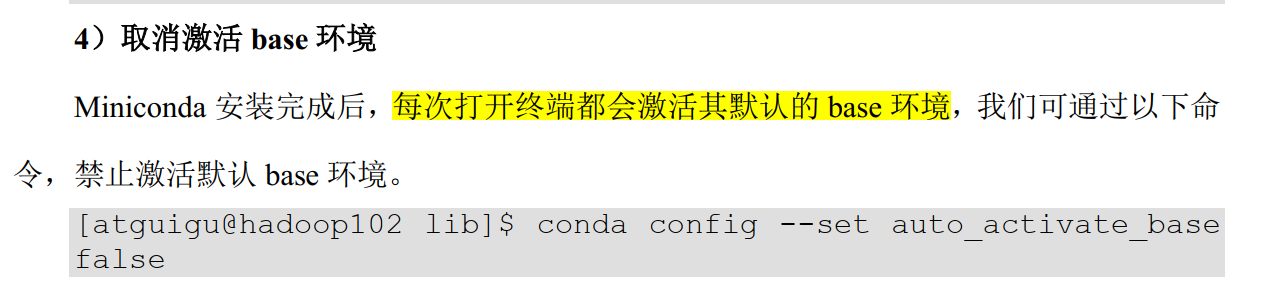 4）取消激活 base 环境
Miniconda 安装完成后，每次打开终端都会激活其默认的 base 环境，我们可通过以下命
令，禁止激活默认 base 环境。
[atguigu@hadoop102 lib]$ conda config --set auto_activate_base
false